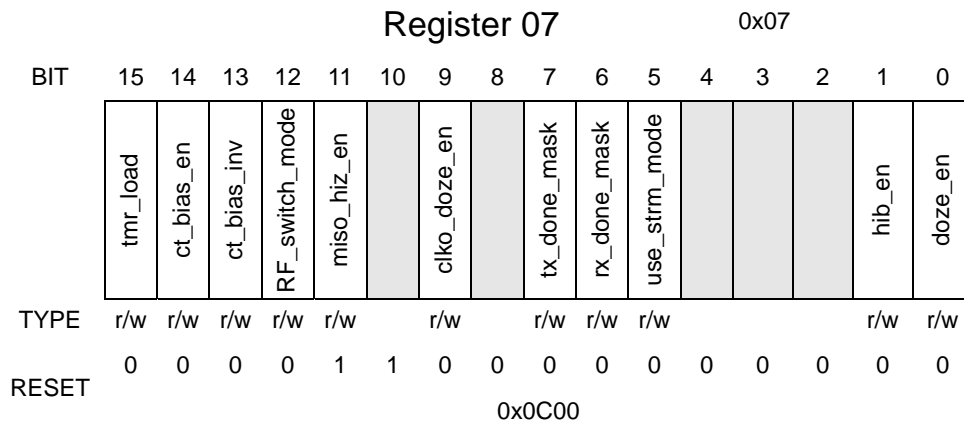 Register 07 0x07
BIT 15 14 13 12 11 10 9 8 7 6 5 4 3 2 1 0
tmr_load ct_bias_en ct_bias_inv RF_switch_mode miso_hiz_en clko_doze_en tx_done_mask rx_done_mask use_strm_mode hib_en doze_en
TYPE r/w r/w r/w r/w r/w r/w r/w r/w r/w r/w r/w
RESET 0 0 0 0 1 1 0 0 0 0 0 0 0 0 0 0
0x0C00